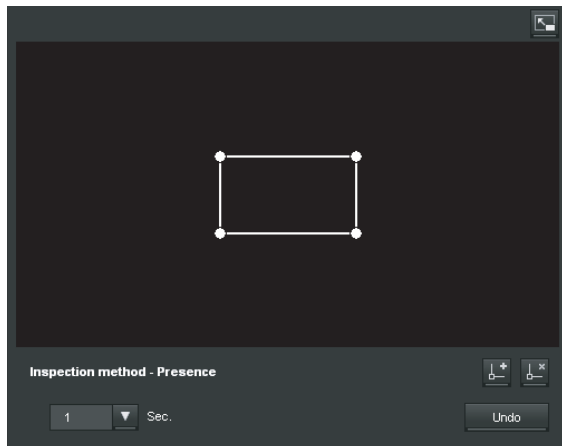 Inspection method - Presence
1 Sec. Undo